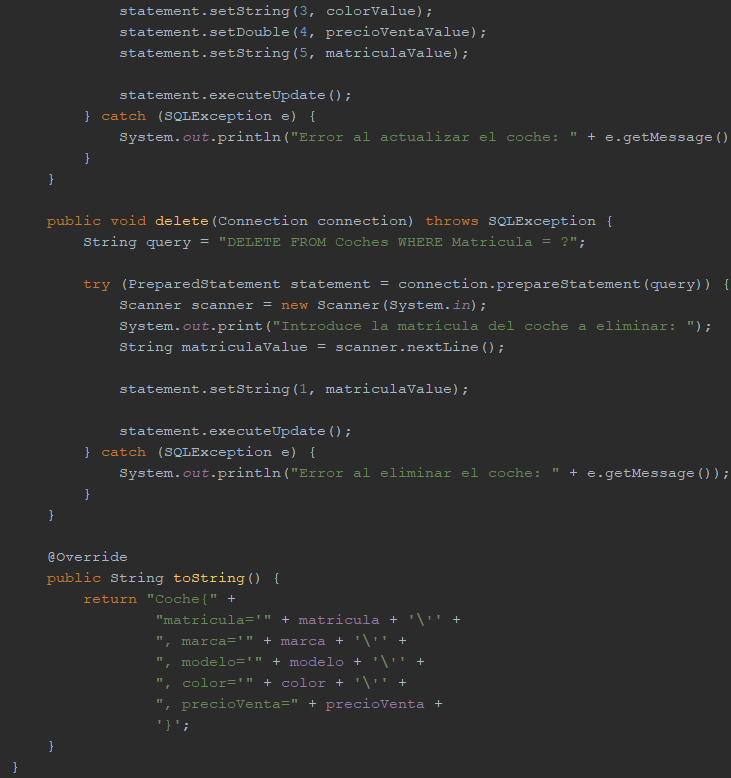 statement.setString(3, colorValue);
statement.setDouble(4, precioVentaValue);
statement.setString(5, matriculaValue);
statement.executeUpdate();
} catch (SQLException e) {
System.out.println("Error al actualizar el coche: " + e.getMessage()
}
}
public void delete(Connection connection) throws SQLException {
String query = "DELETE FROM Coches WHERE Matricula = ?";
try (PreparedStatement statement = connection.prepareStatement(query)) {
Scanner scanner = new Scanner(System.in);
System.out.print("Introduce la matrícula del coche a eliminar: ");
String matriculaValue = scanner.nextLine();
statement.setString(1, matriculaValue);
statement.executeUpdate();
} catch (SQLException e) {
System.out.println("Error al eliminar el coche: " + e.getMessage());
}
}
@Override
public String toString() {
return "Coche{" +
"matricula='" + matricula + '\'' +
", marca='" + marca + '\'' +
", modelo='" + modelo + '\'' +
", color='" + color + '\'' +
", precioVenta=" + precioVenta +
'}';
}
}